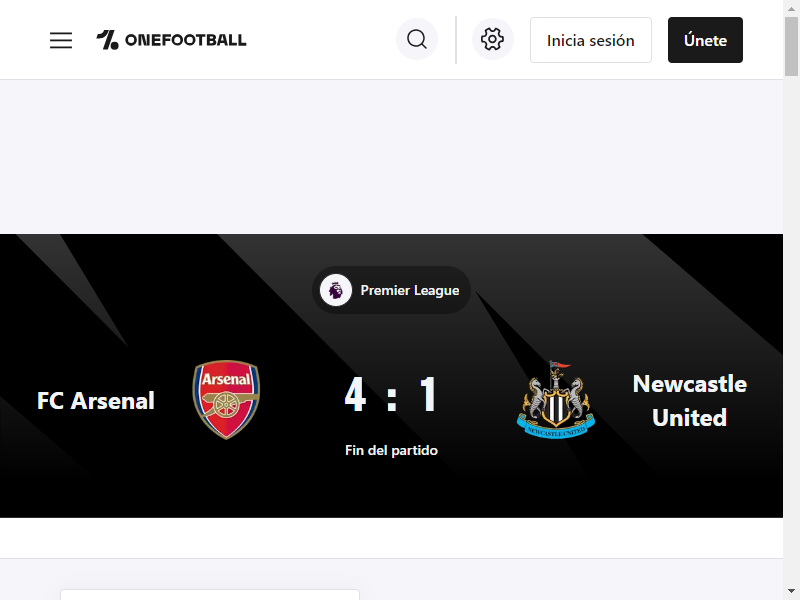 ONEFOOTBALL
Inicia sesión
Únete
Premier League
FC Arsenal
Arsenal
4 : 1
Newcastle
United
NEWCASTLE UNITED
Fin del partido